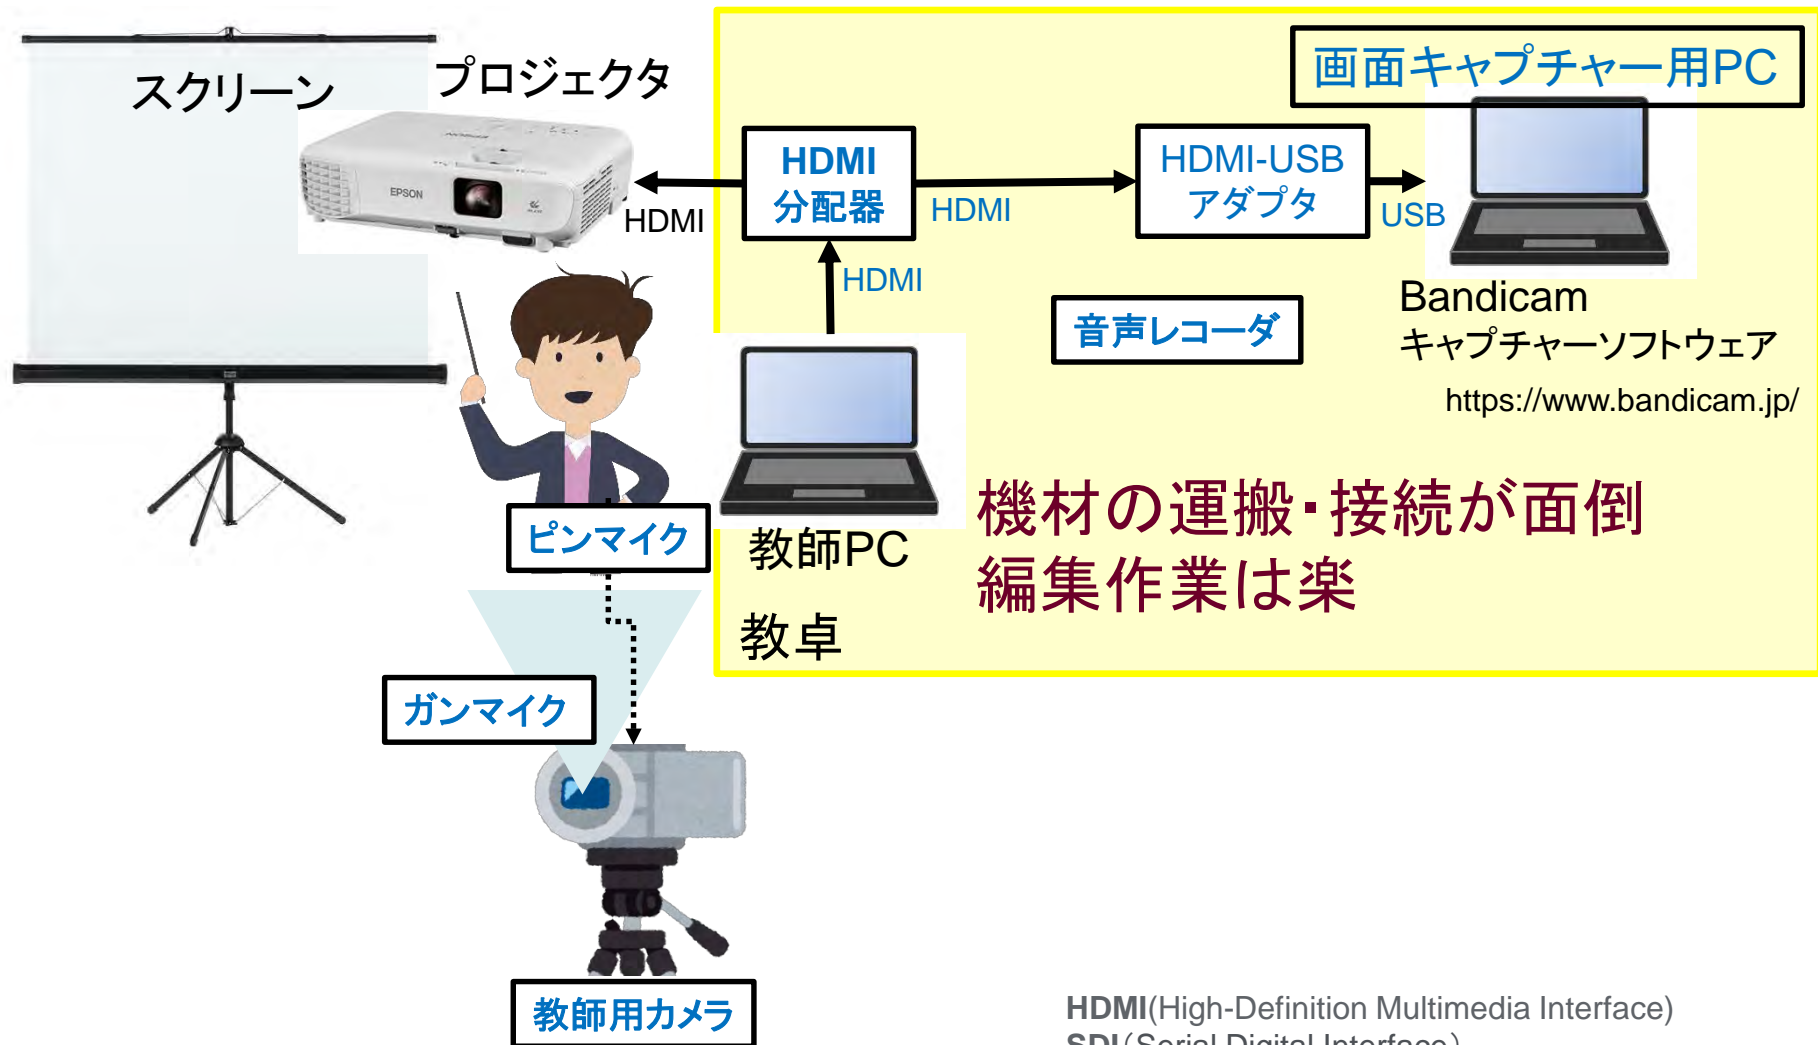 スクリーン
プロジェクタ
EPSON
HDMI
HDMI
分配器
HDMI
HDMI
HDMI-USB
アダプタ
USB
画面キャプチャー用PC
Bandicam
キャプチャーソフトウェア
https://www.bandicam.jp/
音声レコーダ
ピンマイク
教師PC
機材の運搬・接続が面倒
編集作業は楽
教卓
ガンマイク
教師用カメラ
HDMI(High-Definition Multimedia Interface)
SDI（Serial Digital Interface）